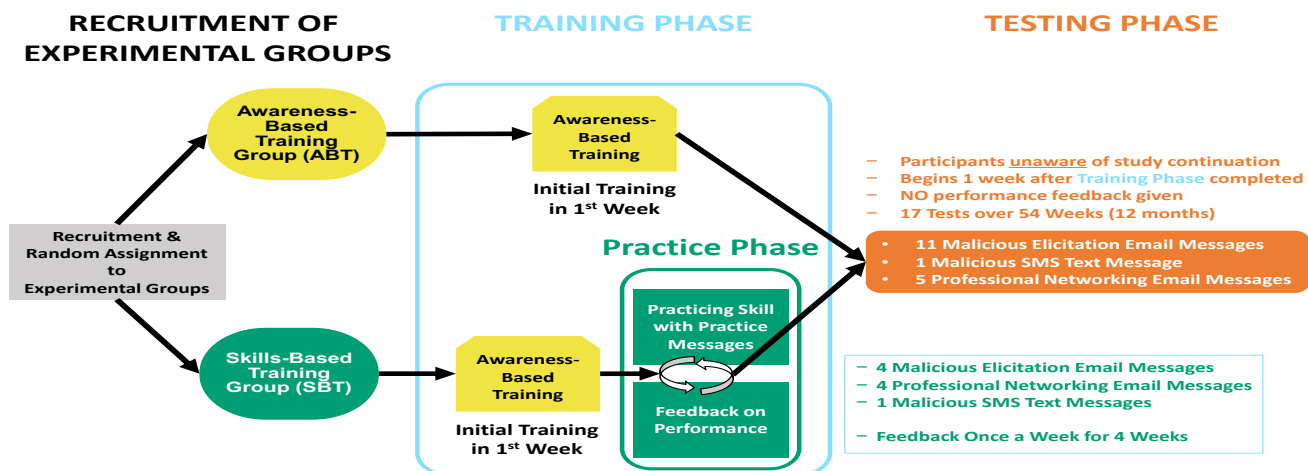 RECRUITMENT OF
EXPERIMENTAL GROUPS
TRAINING PHASE
TESTING PHASE
Awareness-
Based
Training
Group (ABT)
Awareness-
Based
Training
Initial Training
in 1st Week
– Participants unaware of study continuation
– Begins 1 week after Training Phase completed
– NO performance feedback given
– 17 Tests over 54 Weeks (12 months)
Recruitment &
Random Assignment
to
Experimental Groups
• 11 Malicious Elicitation Email Messages
• 1 Malicious SMS Text Message
• 5 Professional Networking Email Messages
Practice Phase
Practicing Skill
with Practice
Messages
Feedback on
Performance
Skills-Based
Training
Group (SBT)
Awareness-
Based
Training
Initial Training
in 1st Week
– 4 Malicious Elicitation Email Messages
– 4 Professional Networking Email Messages
– 1 Malicious SMS Text Messages
– Feedback Once a Week for 4 Weeks